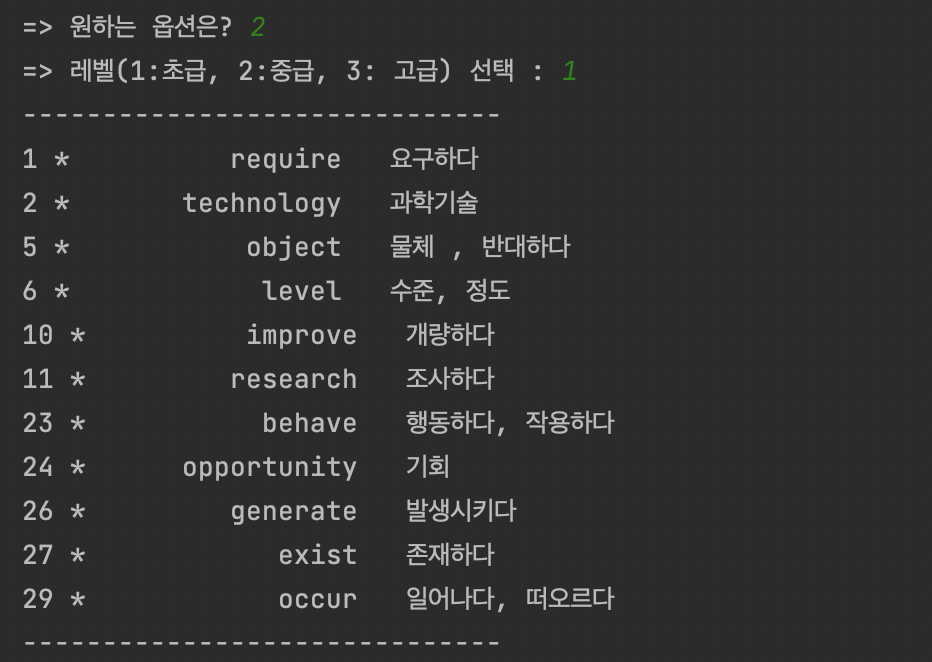 => 원하는 옵션은? 2
=> 레벨(1:초급, 2:중급, 3: 고급) 선택 : 1
------------------------------
1 *          require   요구하다
2 *       technology   과학기술
5 *           object   물체 , 반대하다
6 *            level   수준, 정도
10 *          improve   개량하다
11 *         research   조사하다
23 *           behave   행동하다, 작용하다
24 *      opportunity   기회
26 *         generate   발생시키다
27 *            exist   존재하다
29 *            occur   일어나다, 떠오르다
------------------------------